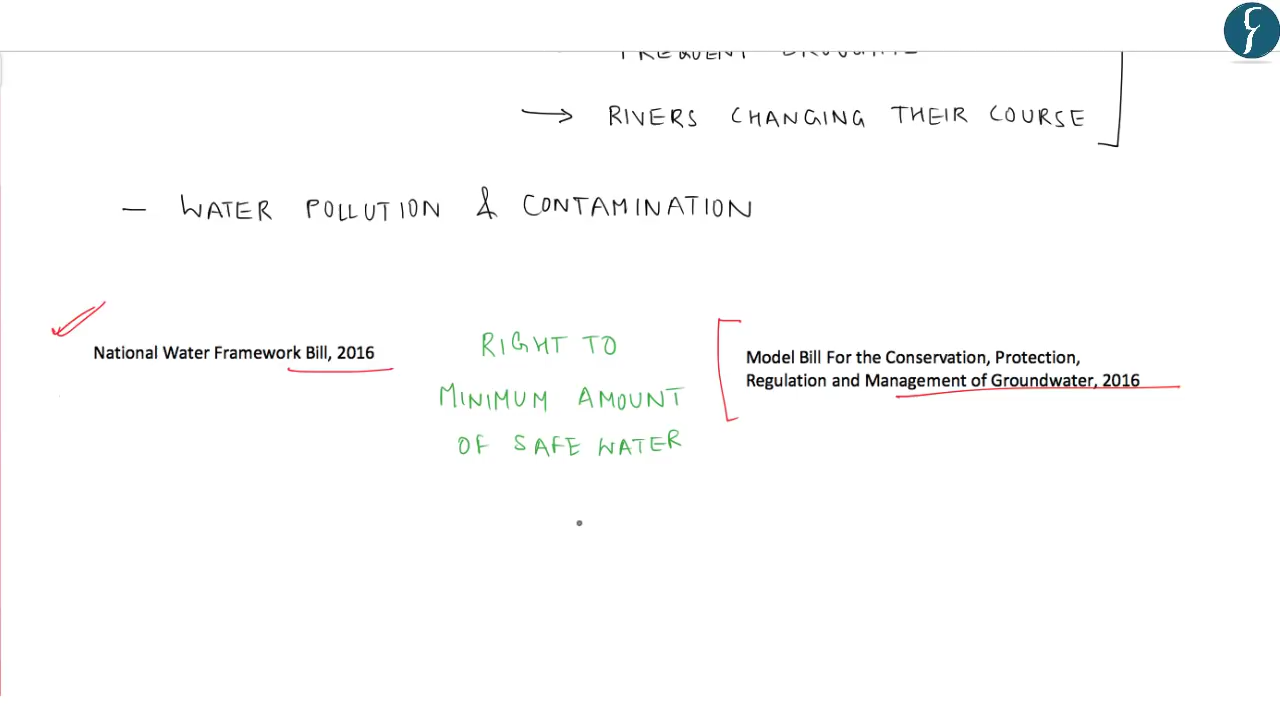 → RIVERS CHANGING THEIR COURSE
- WATER POLLUTION & CONTAMINATION
National Water Framework Bill, 2016
RIGHT TO
MINIMUM AMOUNT
OF SAFE WATER
Model Bill For the Conservation, Protection,
Regulation and Management of Groundwater, 2016